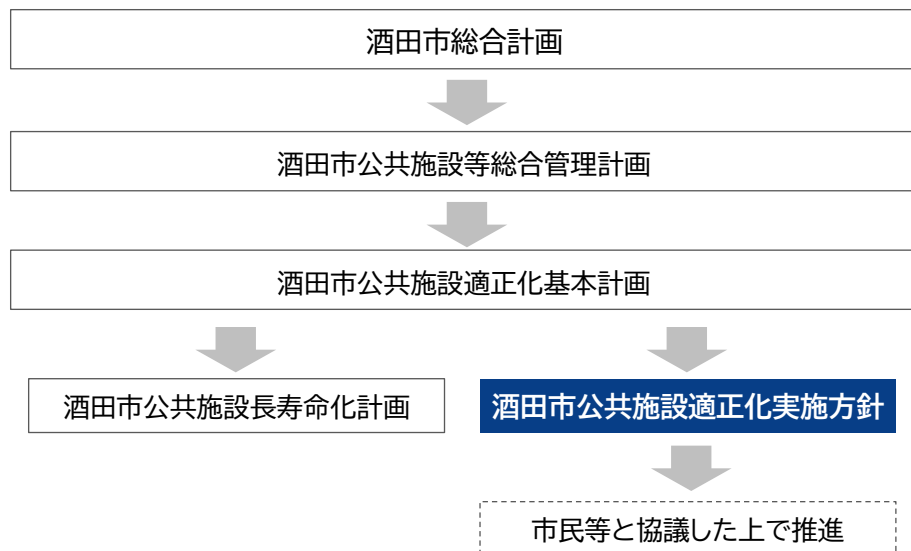 酒田市総合計画
酒田市公共施設等総合管理計画
酒田市公共施設適正化基本計画
酒田市公共施設長寿命化計画
酒田市公共施設適正化実施方針
市民等と協議した上で推進